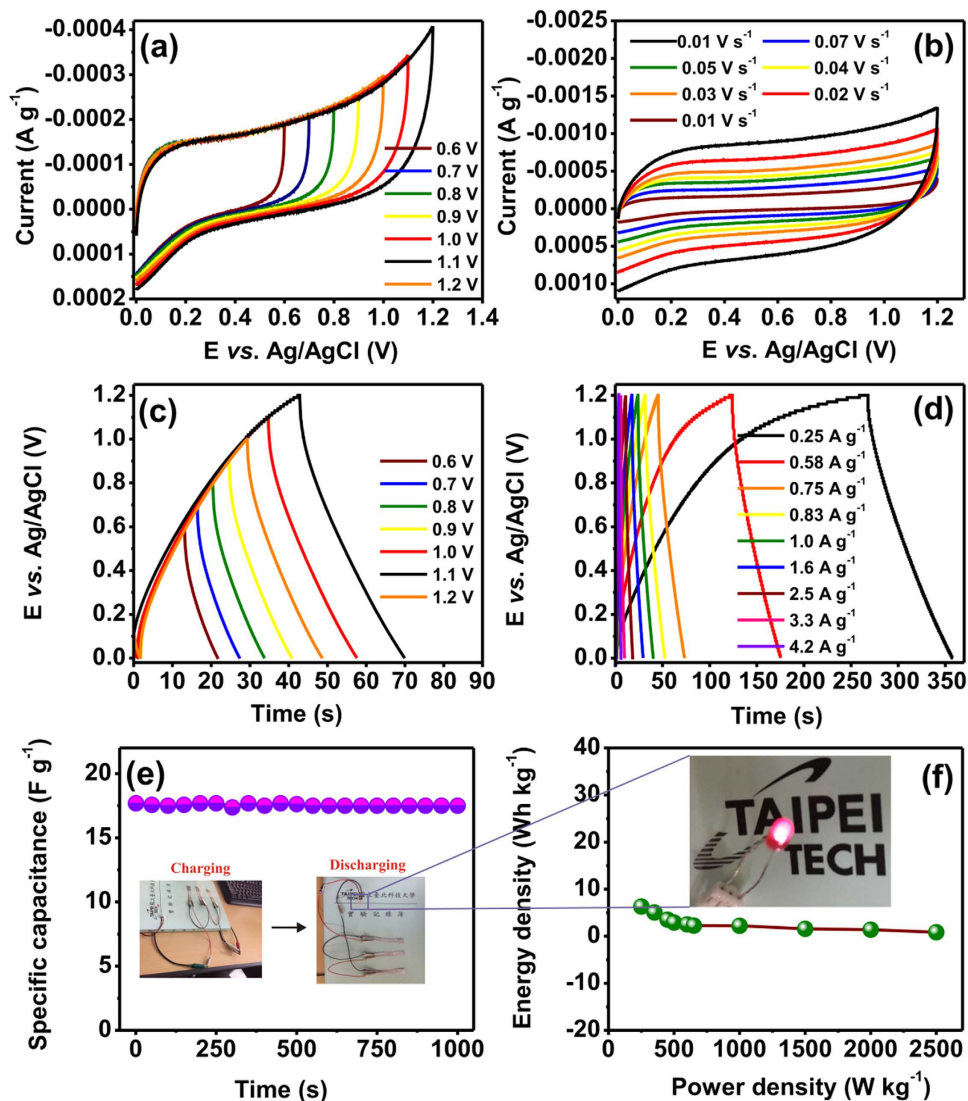 (a)
-0.0004
-0.0003
-0.0002
-0.0001
0.0000
0.0001
0.0002
Current (A g⁻¹)
0.6 V
0.7 V
0.8 V
0.9 V
1.0 V
1.1 V
1.2 V
0.0 0.2 0.4 0.6 0.8 1.0 1.2 1.4
E vs. Ag/AgCl (V)
(b)
-0.0025
-0.0020
-0.0015
-0.0010
-0.0005
-0.0000
0.0005
0.0010
Current (A g⁻¹)
0.01 V s⁻¹ 0.07 V s⁻¹
0.05 V s⁻¹ 0.04 V s⁻¹
0.03 V s⁻¹ 0.02 V s⁻¹
0.01 V s⁻¹
0.0 0.2 0.4 0.6 0.8 1.0 1.2
E vs. Ag/AgCl (V)
(c)
1.2
1.0
0.8
0.6
0.4
0.2
0.0
E vs. Ag/AgCl (V)
0.6 V
0.7 V
0.8 V
0.9 V
1.0 V
1.1 V
1.2 V
0 10 20 30 40 50 60 70 80 90
Time (s)
(d)
1.2
1.0
0.8
0.6
0.4
0.2
0.0
E vs. Ag/AgCl (V)
0.25 A g⁻¹
0.58 A g⁻¹
0.75 A g⁻¹
0.83 A g⁻¹
1.0 A g⁻¹
1.6 A g⁻¹
2.5 A g⁻¹
3.3 A g⁻¹
4.2 A g⁻¹
0 50 100 150 200 250 300 350
Time (s)
(e)
20
15
10
5
0
Specific capacitance (F g⁻¹)
Charging
Discharging
0 250 500 750 1000
Time (s)
(f)
40
30
20
10
0
-10
-20
Energy density (Wh kg⁻¹)
TAIPEI
TECH
0 500 1000 1500 2000 2500
Power density (W kg⁻¹)